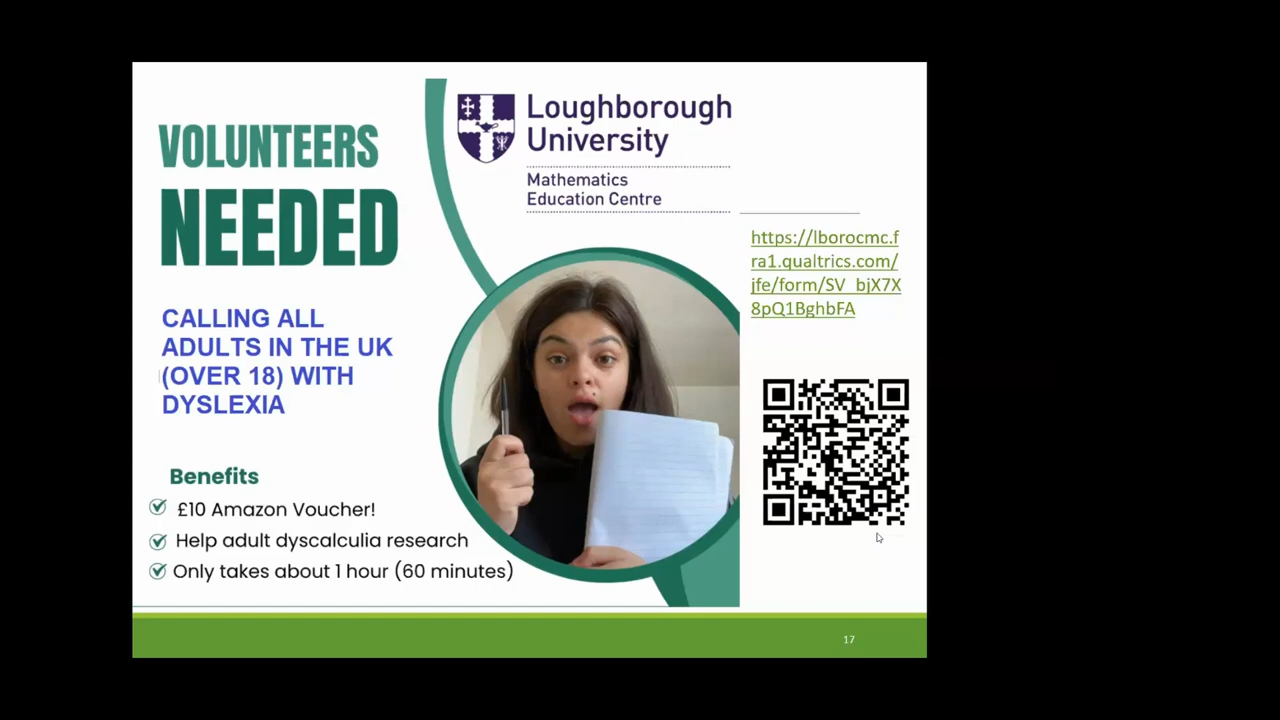 VOLUNTEERS
NEEDED
CALLING ALL
ADULTS IN THE UK
(OVER 18) WITH
DYSLEXIA
Benefits
£10 Amazon Voucher!
Help adult dyscalculia research
Only takes about 1 hour (60 minutes)
Loughborough
University
Mathematics
Education Centre
https://lborocmc.f
ra1.qualtrics.com/
jfe/form/SV_bjX7X
8pQ1BghbFA
17